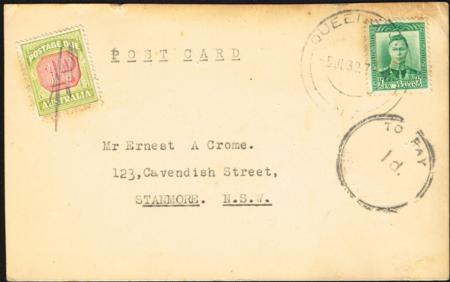 POSTAGE DUE
AUSTRALIA
POST CARD
TO PAY
1d.
Mr Ernest A Crome.
123,Cavendish Street,
STANMORE. N.S.W.